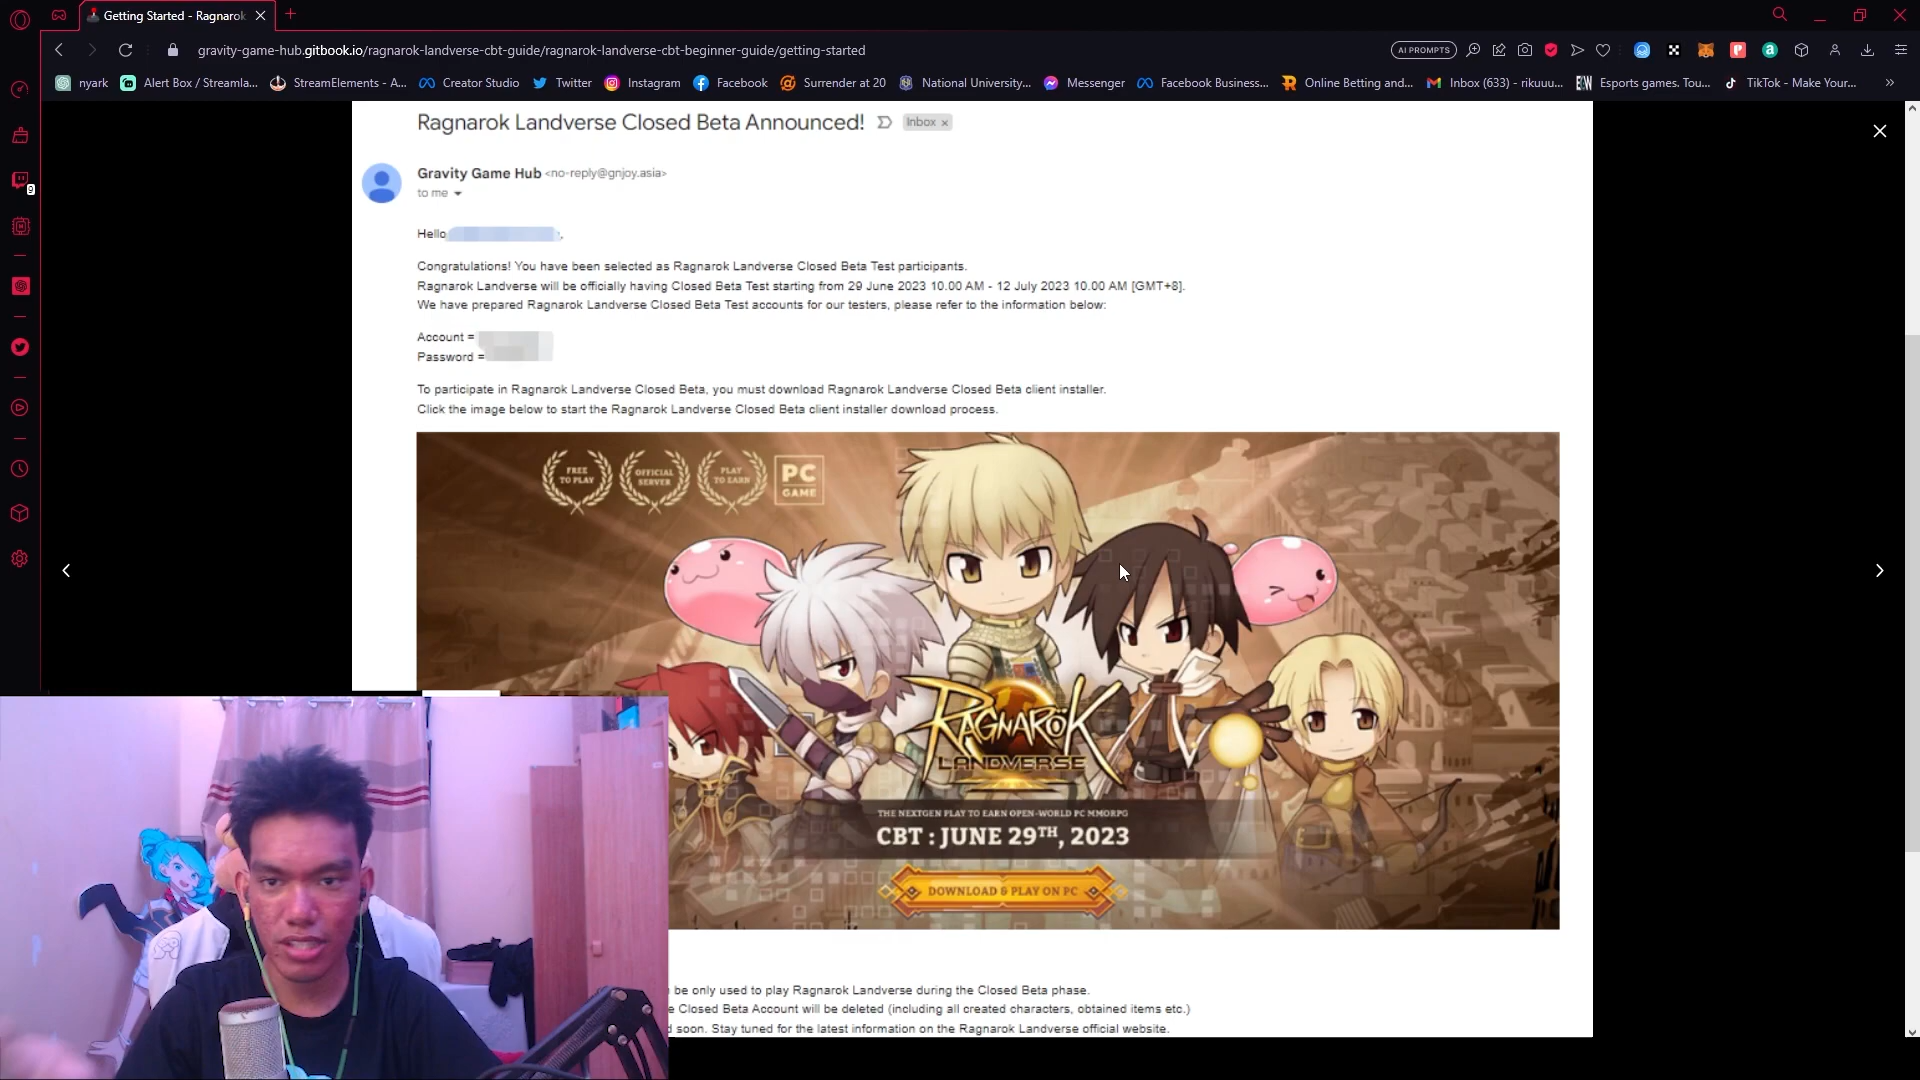 Getting Started - Ragnarok
gravity-game-hub.gitbook.io/ragnarok-landverse-cbt-guide/ragnarok-landverse-cbt-beginner-guide/getting-started
AI PROMPTS
nyark
Alert Box / Streamla...
StreamElements - A...
Creator Studio
Twitter
Instagram
Facebook
Surrender at 20
National University...
Messenger
Facebook Business...
Online Betting and...
Inbox (633) - rikuuu...
Esports games. Tou...
TikTok - Make Your...
9
Ragnarok Landverse Closed Beta Announced!
Inbox x
Gravity Game Hub <no-reply@gnjoy.asia>
to me
Hello
Congratulations! You have been selected as Ragnarok Landverse Closed Beta Test participants.
Ragnarok Landverse will be officially having Closed Beta Test starting from 29 June 2023 10.00 AM - 12 July 2023 10.00 AM [GMT+8].
We have prepared Ragnarok Landverse Closed Beta Test accounts for our testers, please refer to the information below:
Account =
Password =
To participate in Ragnarok Landverse Closed Beta, you must download Ragnarok Landverse Closed Beta client installer.
Click the image below to start the Ragnarok Landverse Closed Beta client installer download process.
FREE TO PLAY
OFFICIAL SERVER
PLAY TO EARN
PC GAME
RAGNARÖK
LANDVERSE
THE NEXTGEN PLAY TO EARN OPEN-WORLD PC MMORPG
CBT : JUNE 29TH, 2023
DOWNLOAD & PLAY ON PC
be only used to play Ragnarok Landverse during the Closed Beta phase.
Closed Beta Account will be deleted (including all created characters, obtained items etc.)
soon. Stay tuned for the latest information on the Ragnarok Landverse official website.